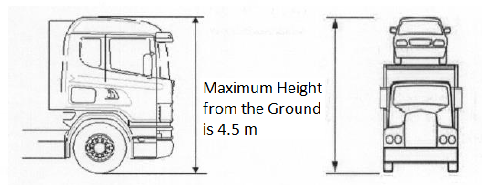 Maximum Height
from the Ground
is 4.5 m